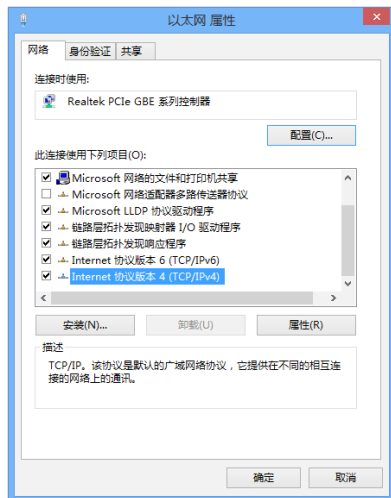 以太网 属性
网络 身份验证 共享
连接时使用:
Realtek PCIe GBE 系列控制器
配置(C)...
此连接使用下列项目(O):
Microsoft 网络的文件和打印机共享
Microsoft 网络适配器多路传送器协议
Microsoft LLDP 协议驱动程序
链路层拓扑发现映射器 I/O 驱动程序
链路层拓扑发现响应程序
Internet 协议版本 6 (TCP/IPv6)
Internet 协议版本 4 (TCP/IPv4)
安装(N)... 卸载(U) 属性(R)
描述
TCP/IP。该协议是默认的广域网络协议，它提供在不同的相互连
接的网络上的通讯。
确定 取消